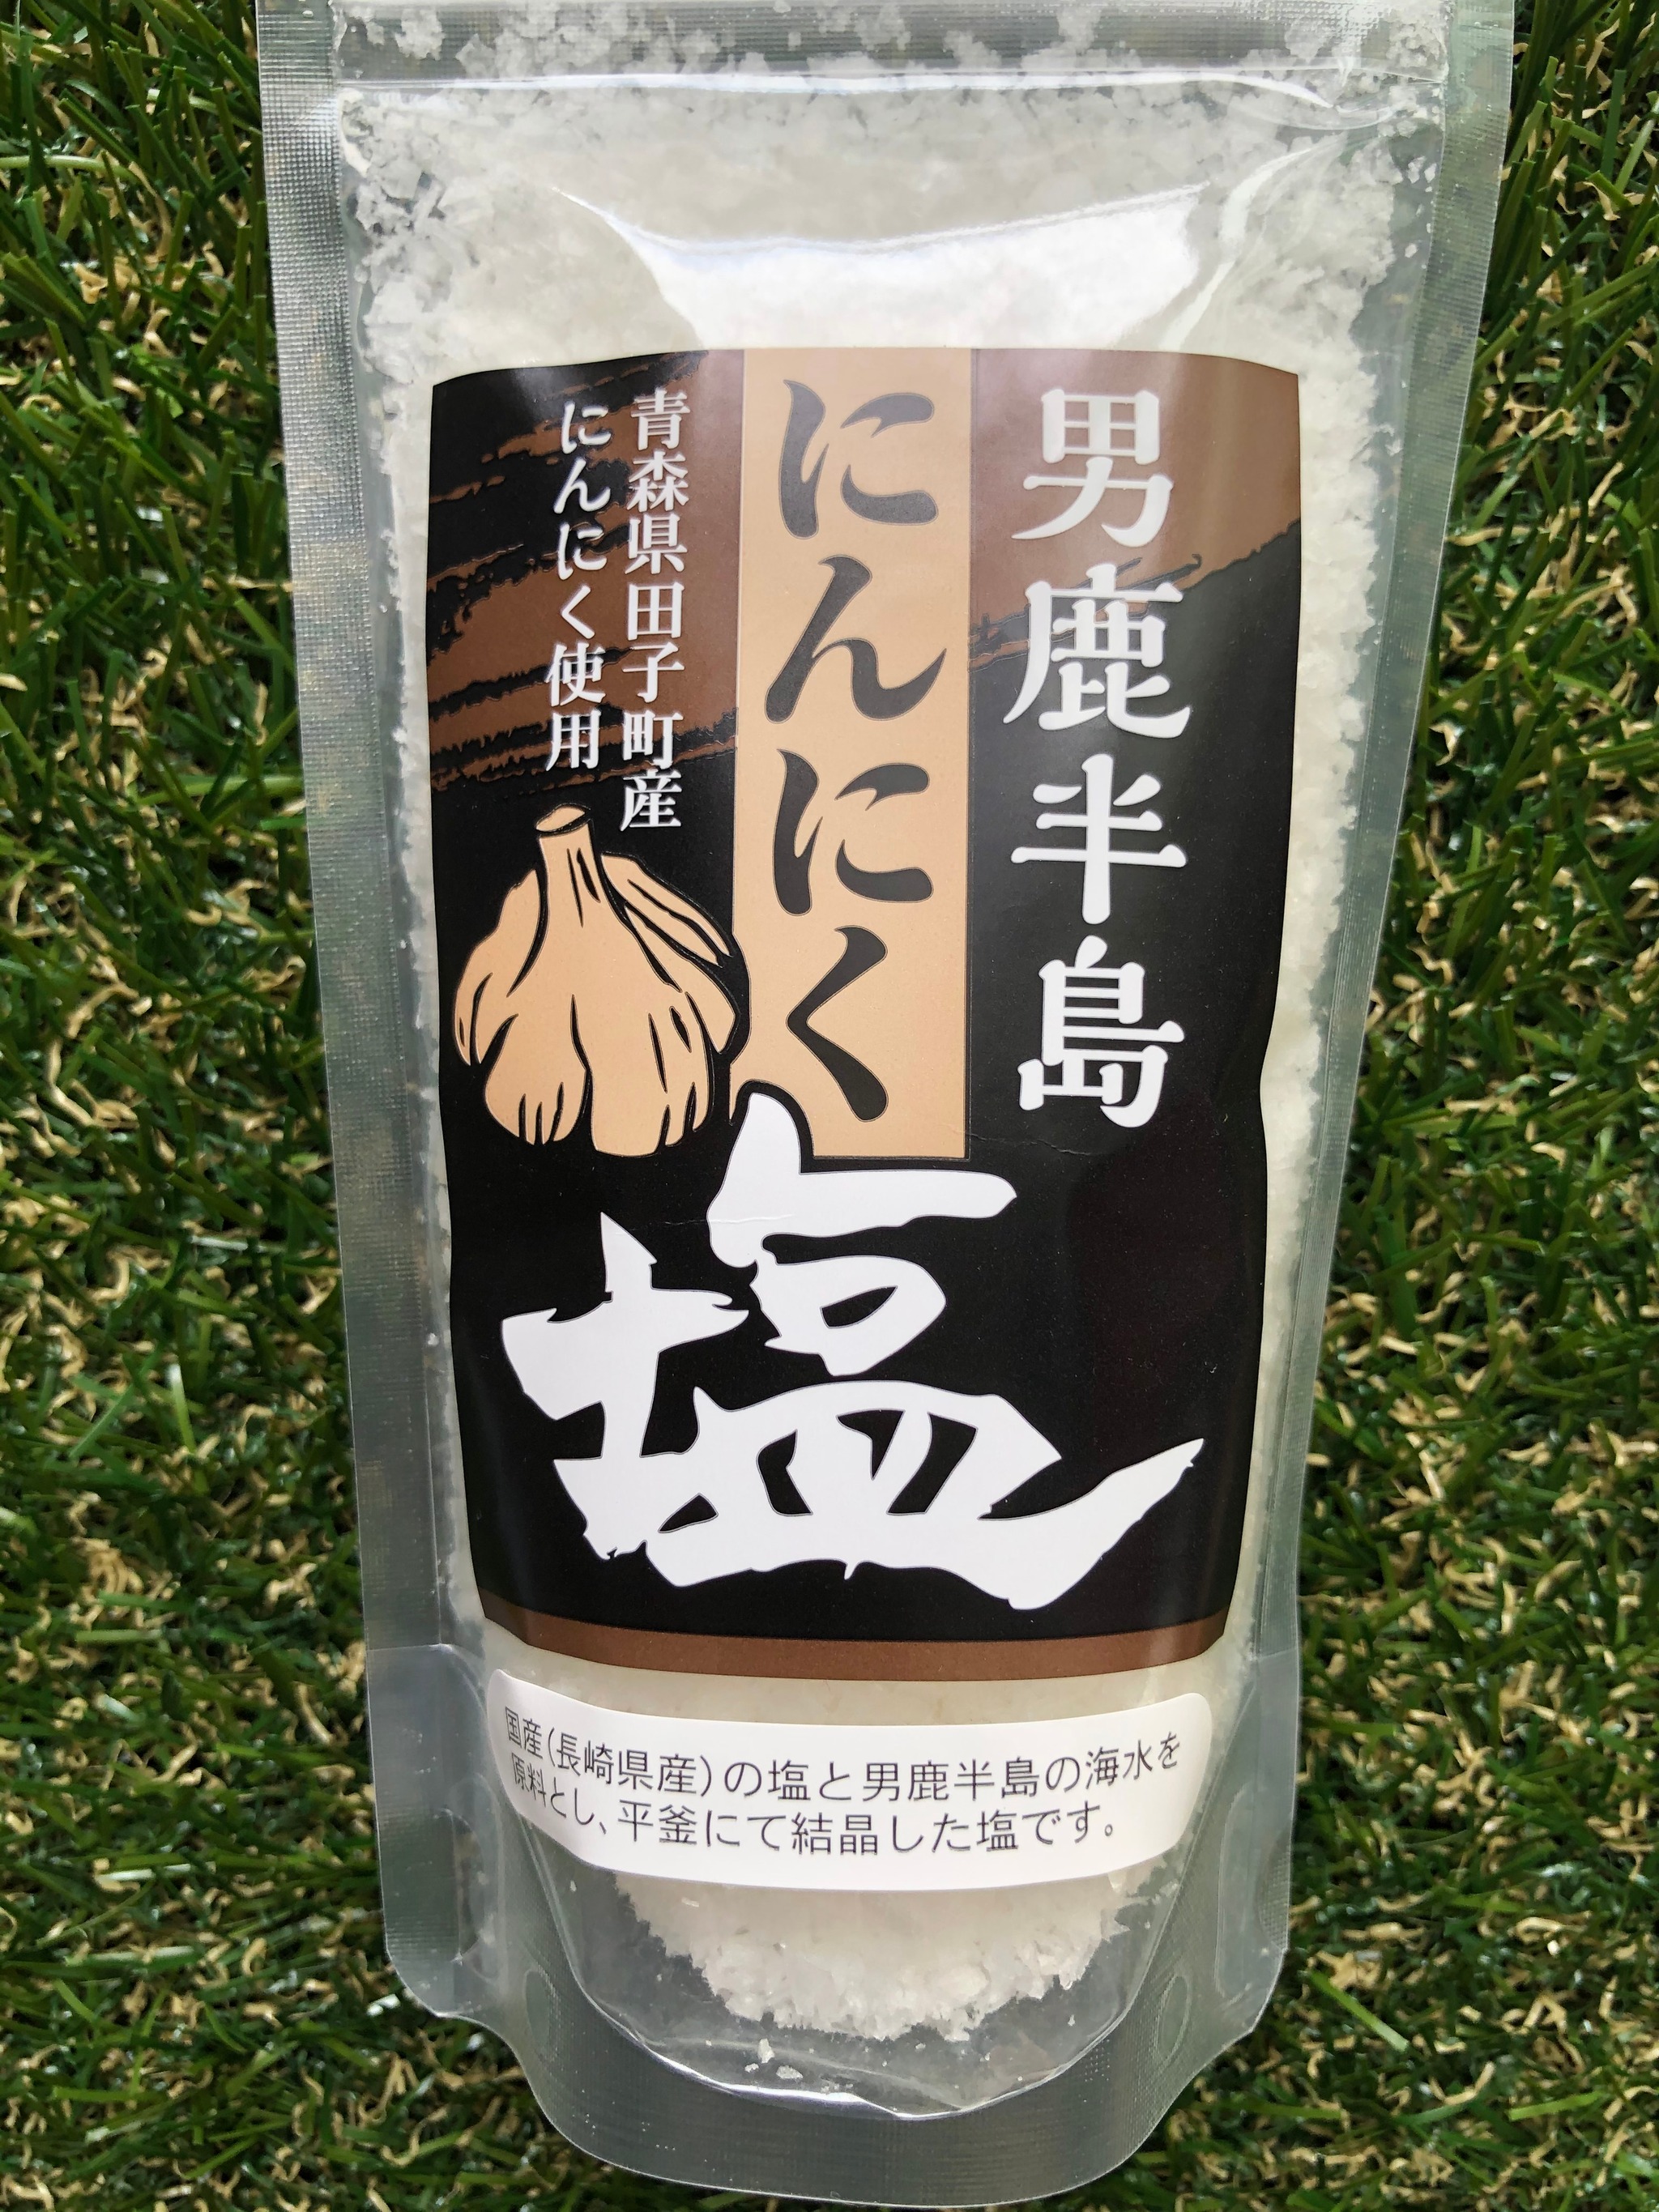 男鹿半島
にんにく
塩
青森県田子町産
にんにく使用
国産(長崎県産)の塩と男鹿半島の海水を
原料とし、平釜にて結晶した塩です。